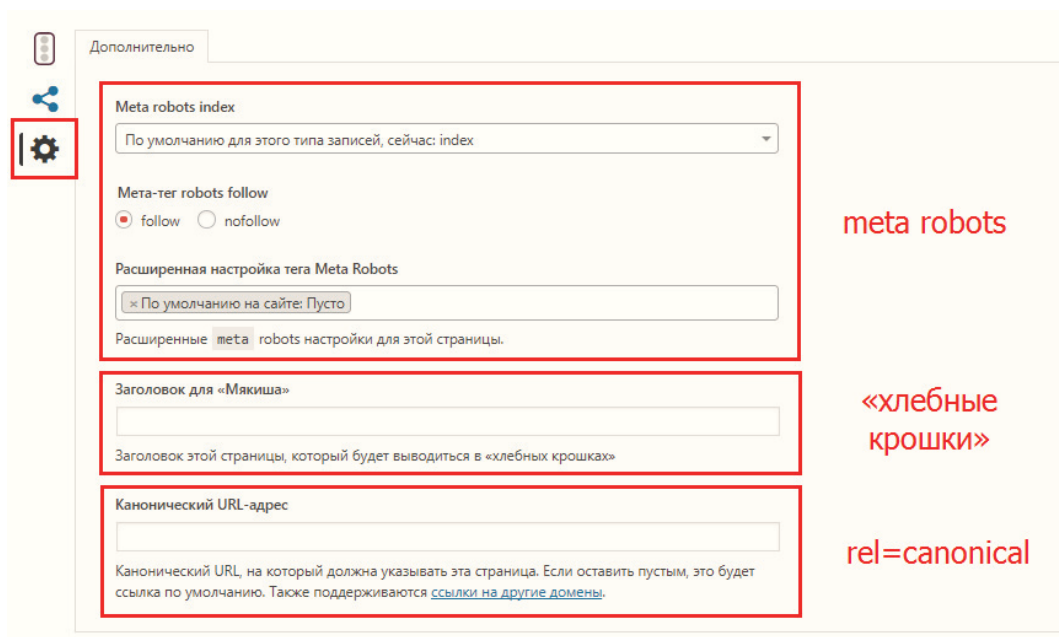 Дополнительно
Meta robots index
По умолчанию для этого типа записей, сейчас: index
Мета-тег robots follow
follow nofollow
meta robots
Расширенная настройка тега Meta Robots
×По умолчанию на сайте: Пусто
Расширенные meta robots настройки для этой страницы.
Заголовок для «Мякиша»
«хлебные
крошки»
Заголовок этой страницы, который будет выводиться в «хлебных крошках»
Канонический URL-адрес
rel=canonical
Канонический URL, на который должна указывать эта страница. Если оставить пустым, это будет
ссылка по умолчанию. Также поддерживаются ссылки на другие домены.